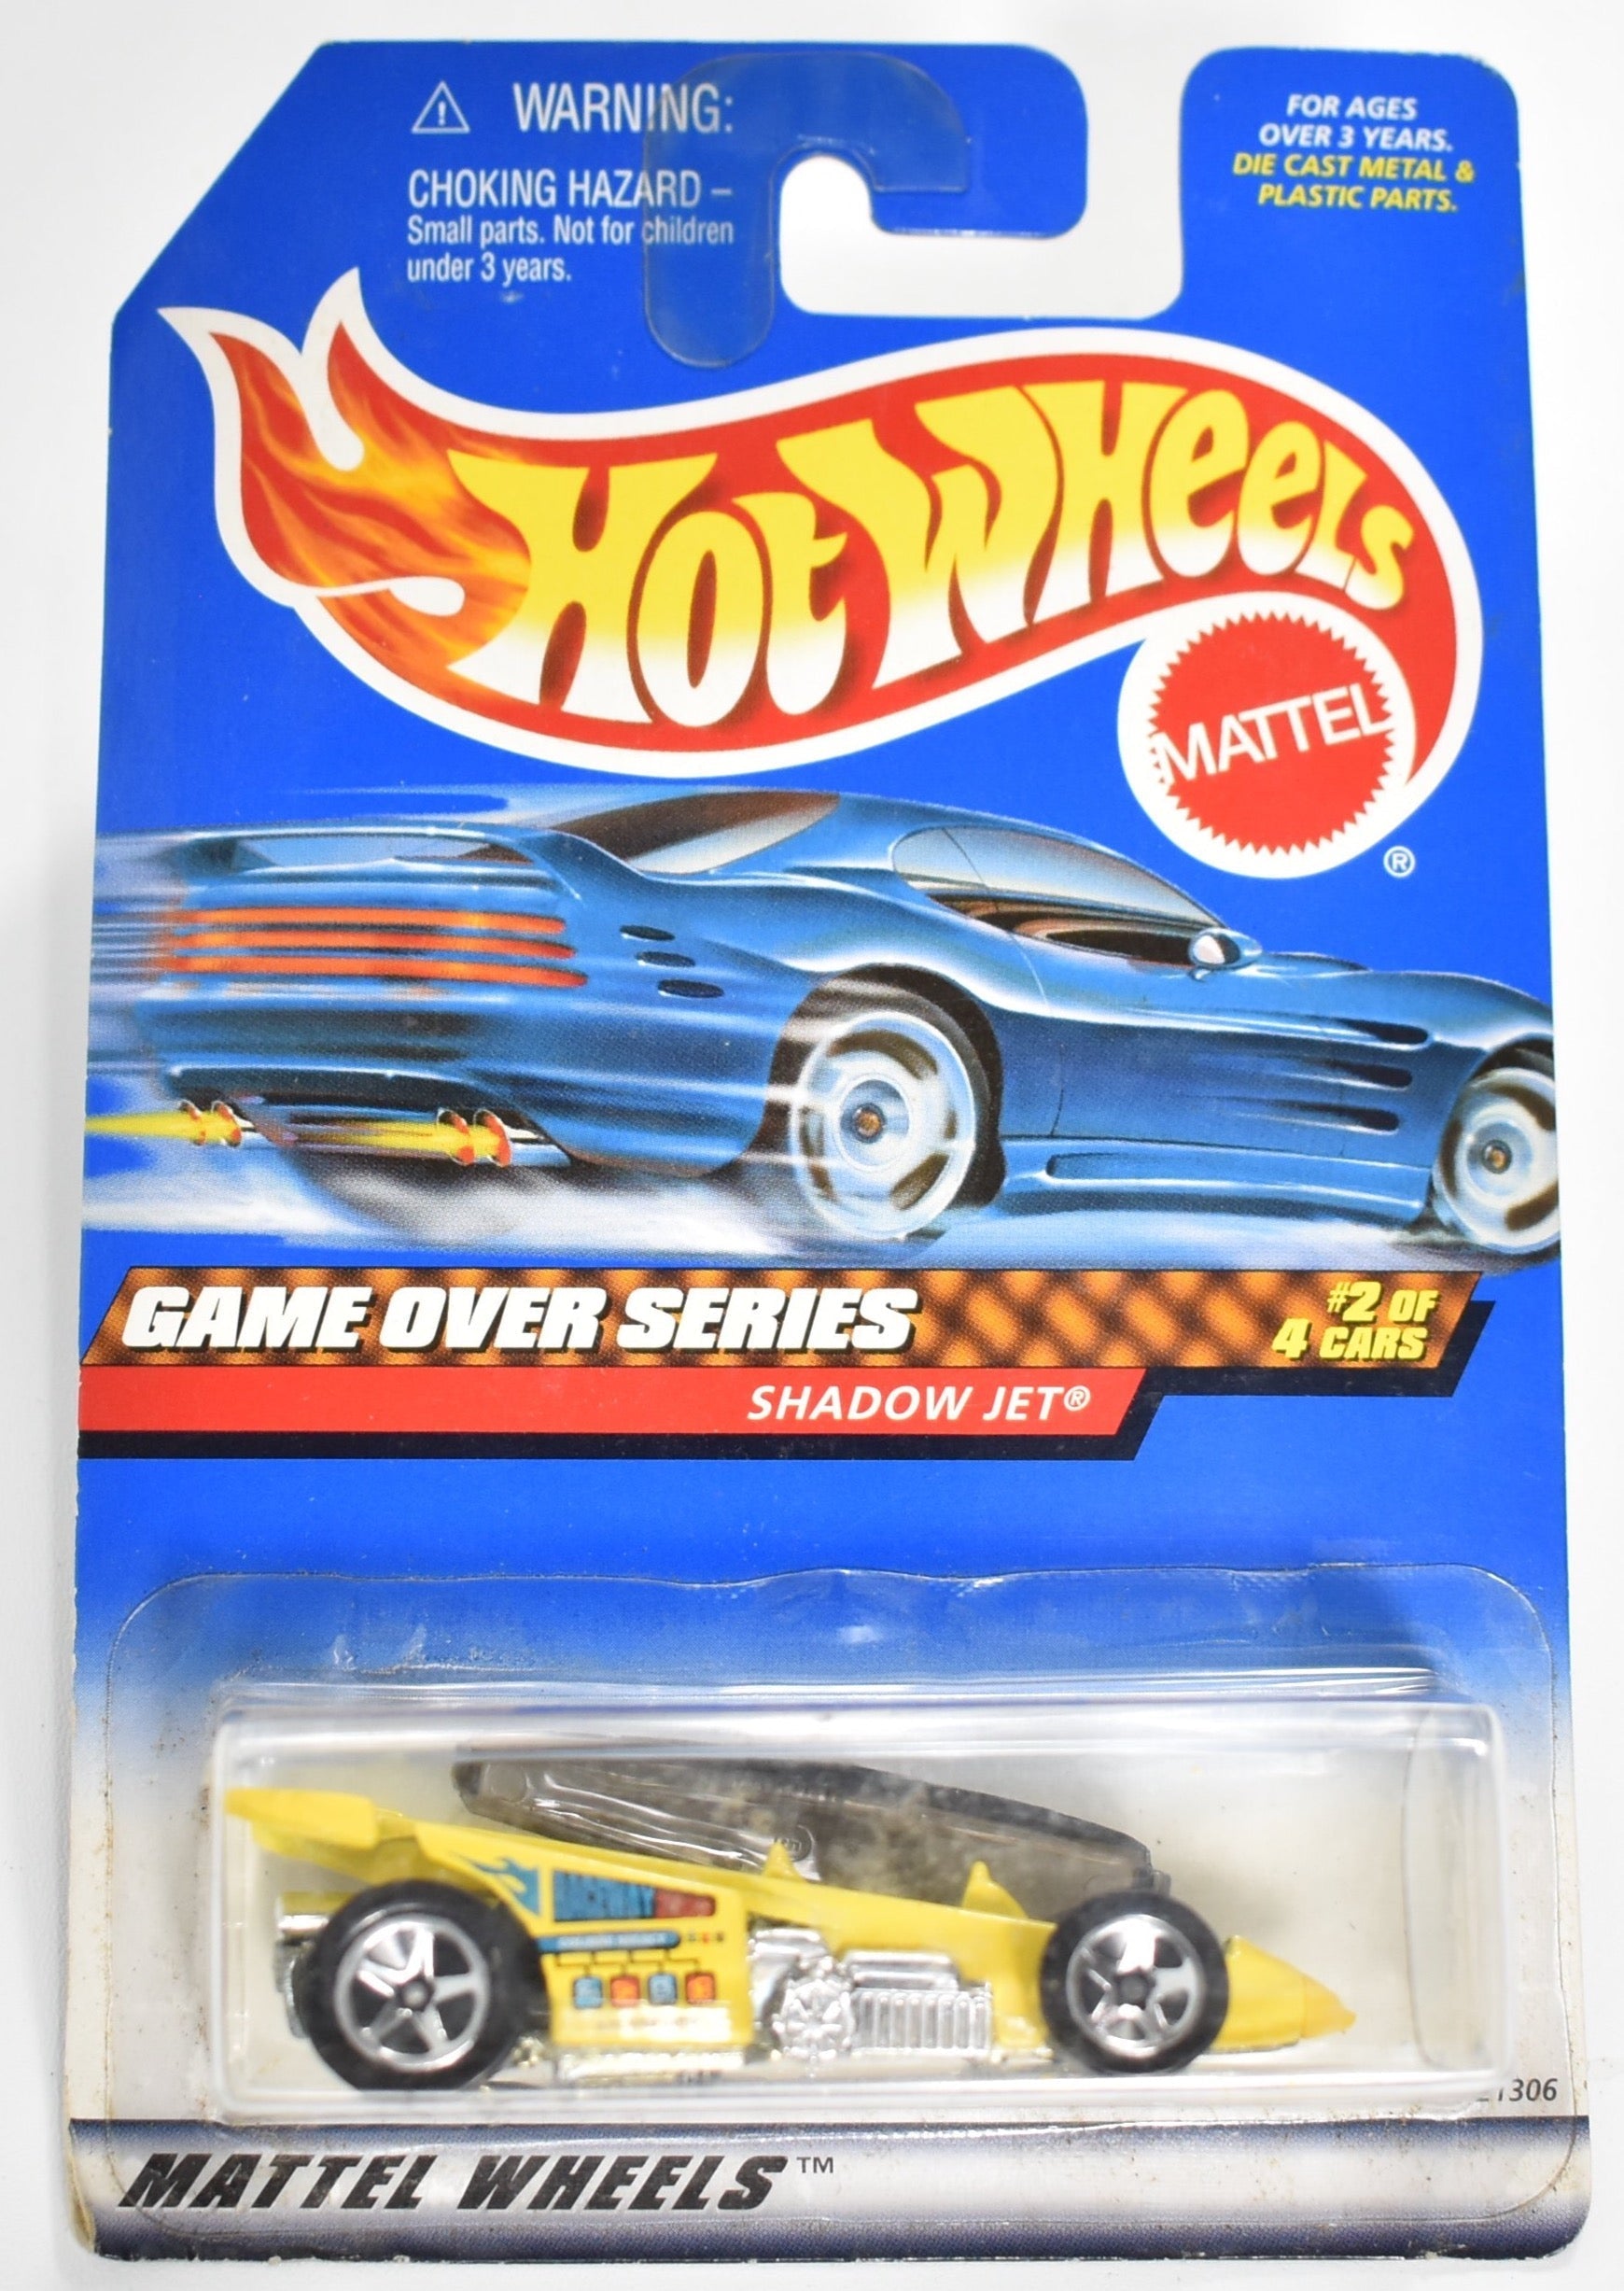 WARNING:
CHOKING HAZARD –
Small parts. Not for children
under 3 years.
FOR AGES
OVER 3 YEARS.
DIE CAST METAL &
PLASTIC PARTS.
HOT WHEELS
MATTEL
®
GAME OVER SERIES
#2 OF
4 CARS
SHADOW JET®
1306
MATTEL WHEELS™